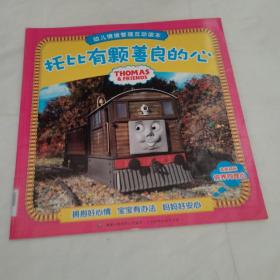 幼儿情绪管理互动读本
托比有颗善良的心
THOMAS
& FRIENDS
拥抱好心情 宝宝有办法 妈妈好安心